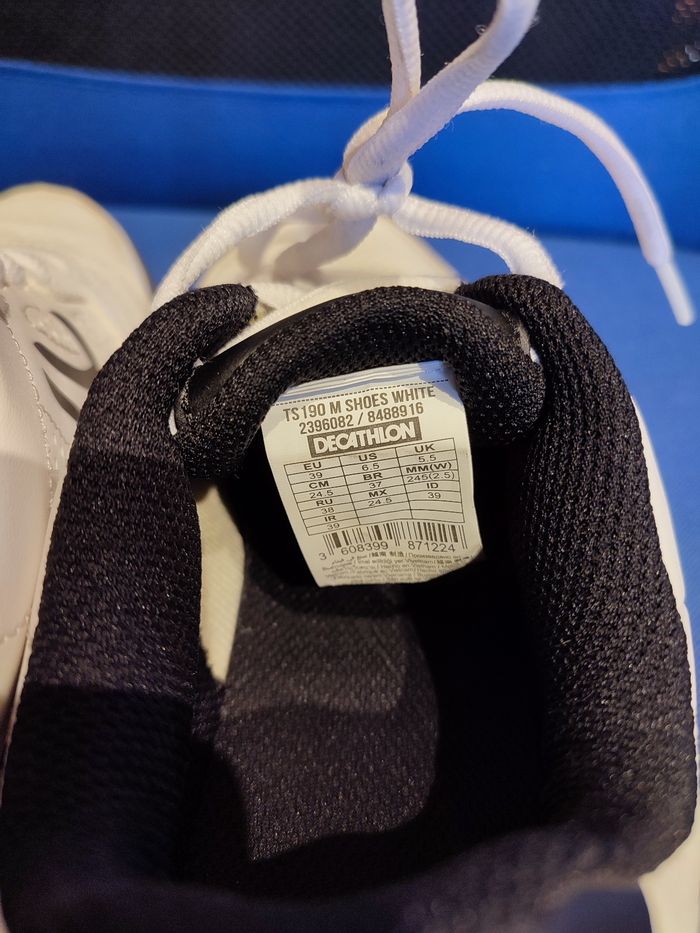 TS190 M SHOES WHITE
2396082 / 8488916
DECATHLON
EU US UK
39 6.5 5.5
CM BR MM(W)
24.5 37 245(2.5)
RU MX ID
38 24.5 39
IR
39
3 608399 871224